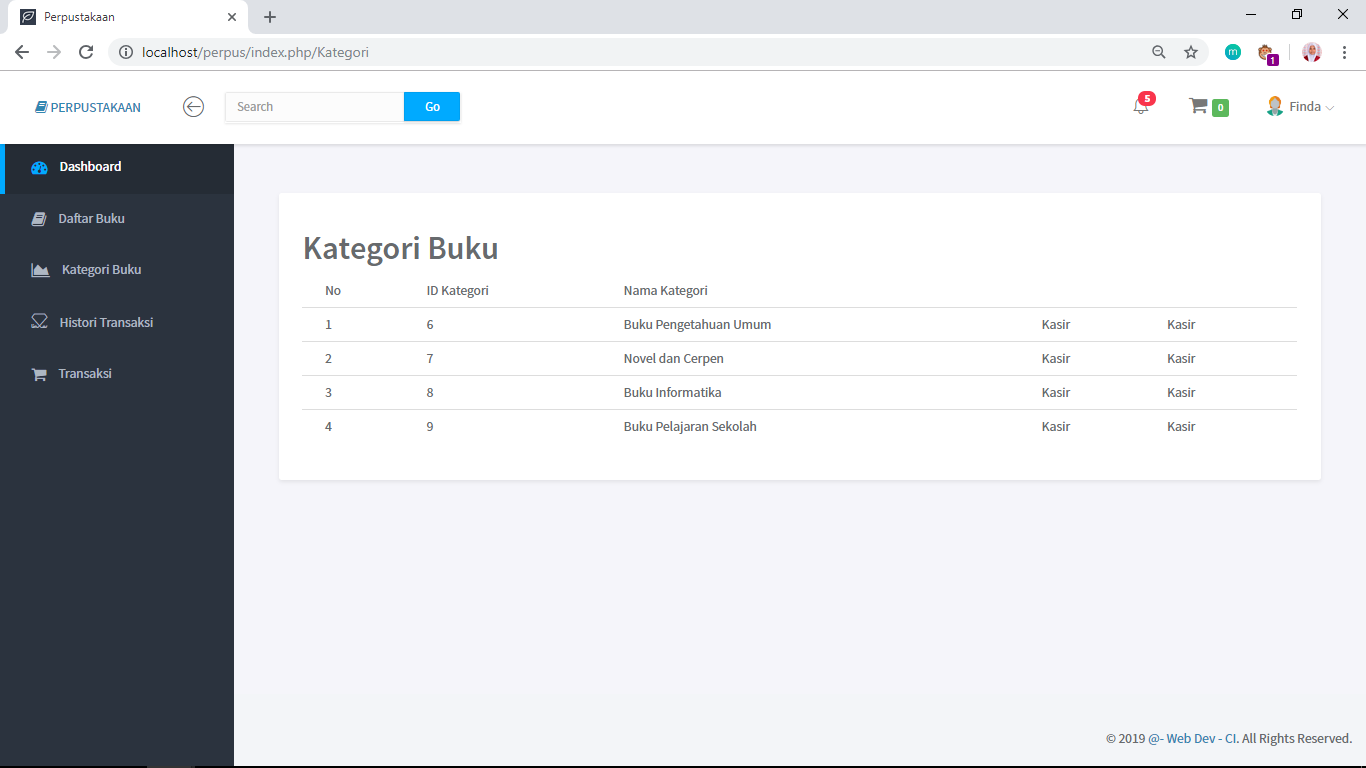 Perpustakaan
localhost/perpus/index.php/Kategori
m
1
PERPUSTAKAAN
Search
Go
5
0
Finda
Dashboard
Daftar Buku
Kategori Buku
Histori Transaksi
Transaksi
Kategori Buku
No ID Kategori Nama Kategori
1 6 Buku Pengetahuan Umum Kasir Kasir
2 7 Novel dan Cerpen Kasir Kasir
3 8 Buku Informatika Kasir Kasir
4 9 Buku Pelajaran Sekolah Kasir Kasir
© 2019 @- Web Dev - CI. All Rights Reserved.